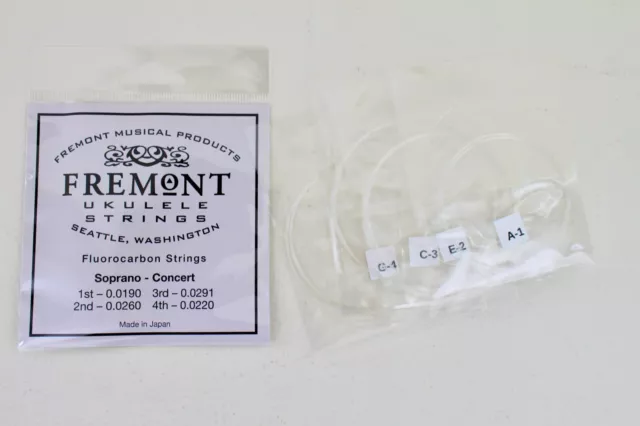 FREMONT MUSICAL PRODUCTS
FREMONT
UKULELE
STRINGS
SEATTLE, WASHINGTON
Fluorocarbon Strings
Soprano - Concert
1st – 0.0190 3rd – 0.0291
2nd – 0.0260 4th – 0.0220
Made in Japan
G-4
C-3
E-2
A-1